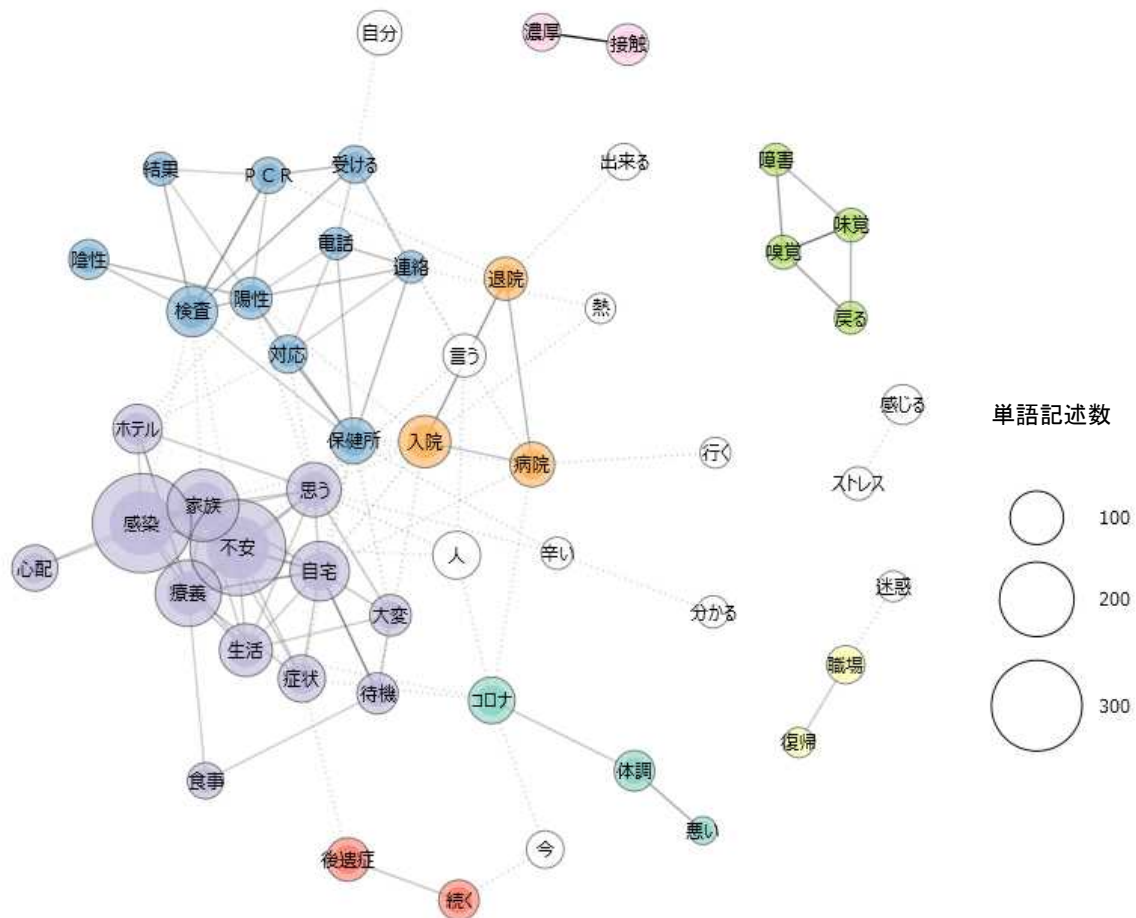 自分
濃厚
接触
結果
ＰＣＲ
受ける
出来る
障害
味覚
嗅覚
戻る
陰性
検査
陽性
電話
連絡
退院
熱
対応
言う
保健所
入院
病院
行く
感じる
ストレス
単語記述数
100
200
300
ホテル
感染
家族
思う
不安
心配
療義
自宅
人
辛い
分かる
迷惑
大変
生活
症状
待機
コロナ
職場
復帰
食事
体調
悪い
後遺症
続く
今